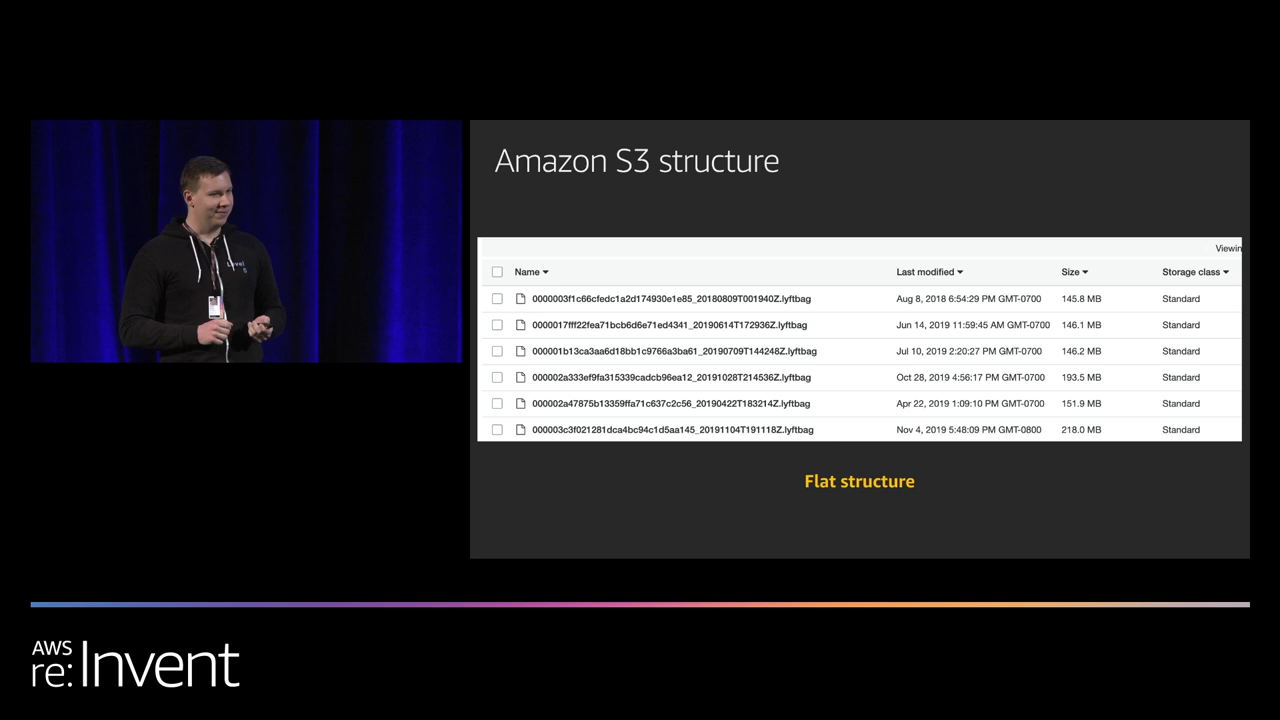 Level
5
Amazon S3 structure
Viewin
Name Last modified Size Storage class
0000003f1c66cfedc1a2d174930e1e85_20180809T001940Z.lyftbag Aug 8, 2018 6:54:29 PM GMT-0700 145.8 MB Standard
0000017fff22fea71bcb6d6e71ed4341_20190614T172936Z.lyftbag Jun 14, 2019 11:59:45 AM GMT-0700 146.1 MB Standard
000001b13ca3aa6d18bb1c9766a3ba61_20190709T144248Z.lyftbag Jul 10, 2019 2:20:27 PM GMT-0700 146.2 MB Standard
000002a333ef9fa315339cadcb96ea12_20191028T214536Z.lyftbag Oct 28, 2019 4:56:17 PM GMT-0700 193.5 MB Standard
000002a47875b13359ffa71c637c2c56_20190422T183214Z.lyftbag Apr 22, 2019 1:09:10 PM GMT-0700 151.9 MB Standard
000003c3f021281dca4bc94c1d5aa145_20191104T191118Z.lyftbag Nov 4, 2019 5:48:09 PM GMT-0800 218.0 MB Standard
Flat structure
AWS
re:Invent